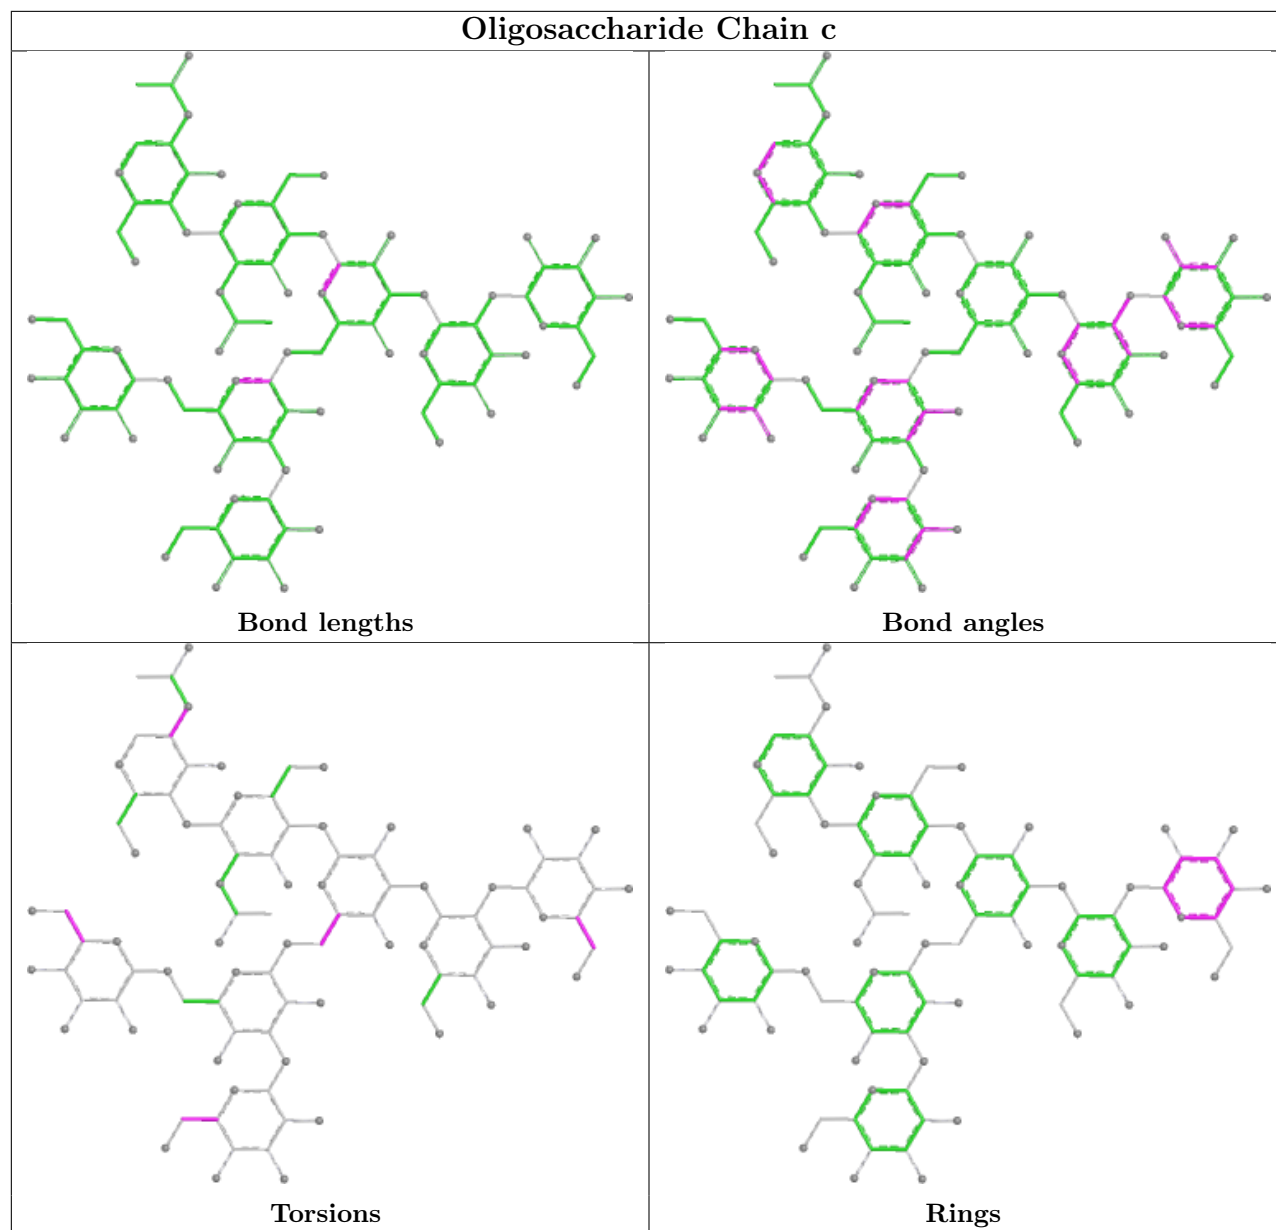 Oligosaccharide Chain c
Bond lengths
Bond angles
Torsions
Rings